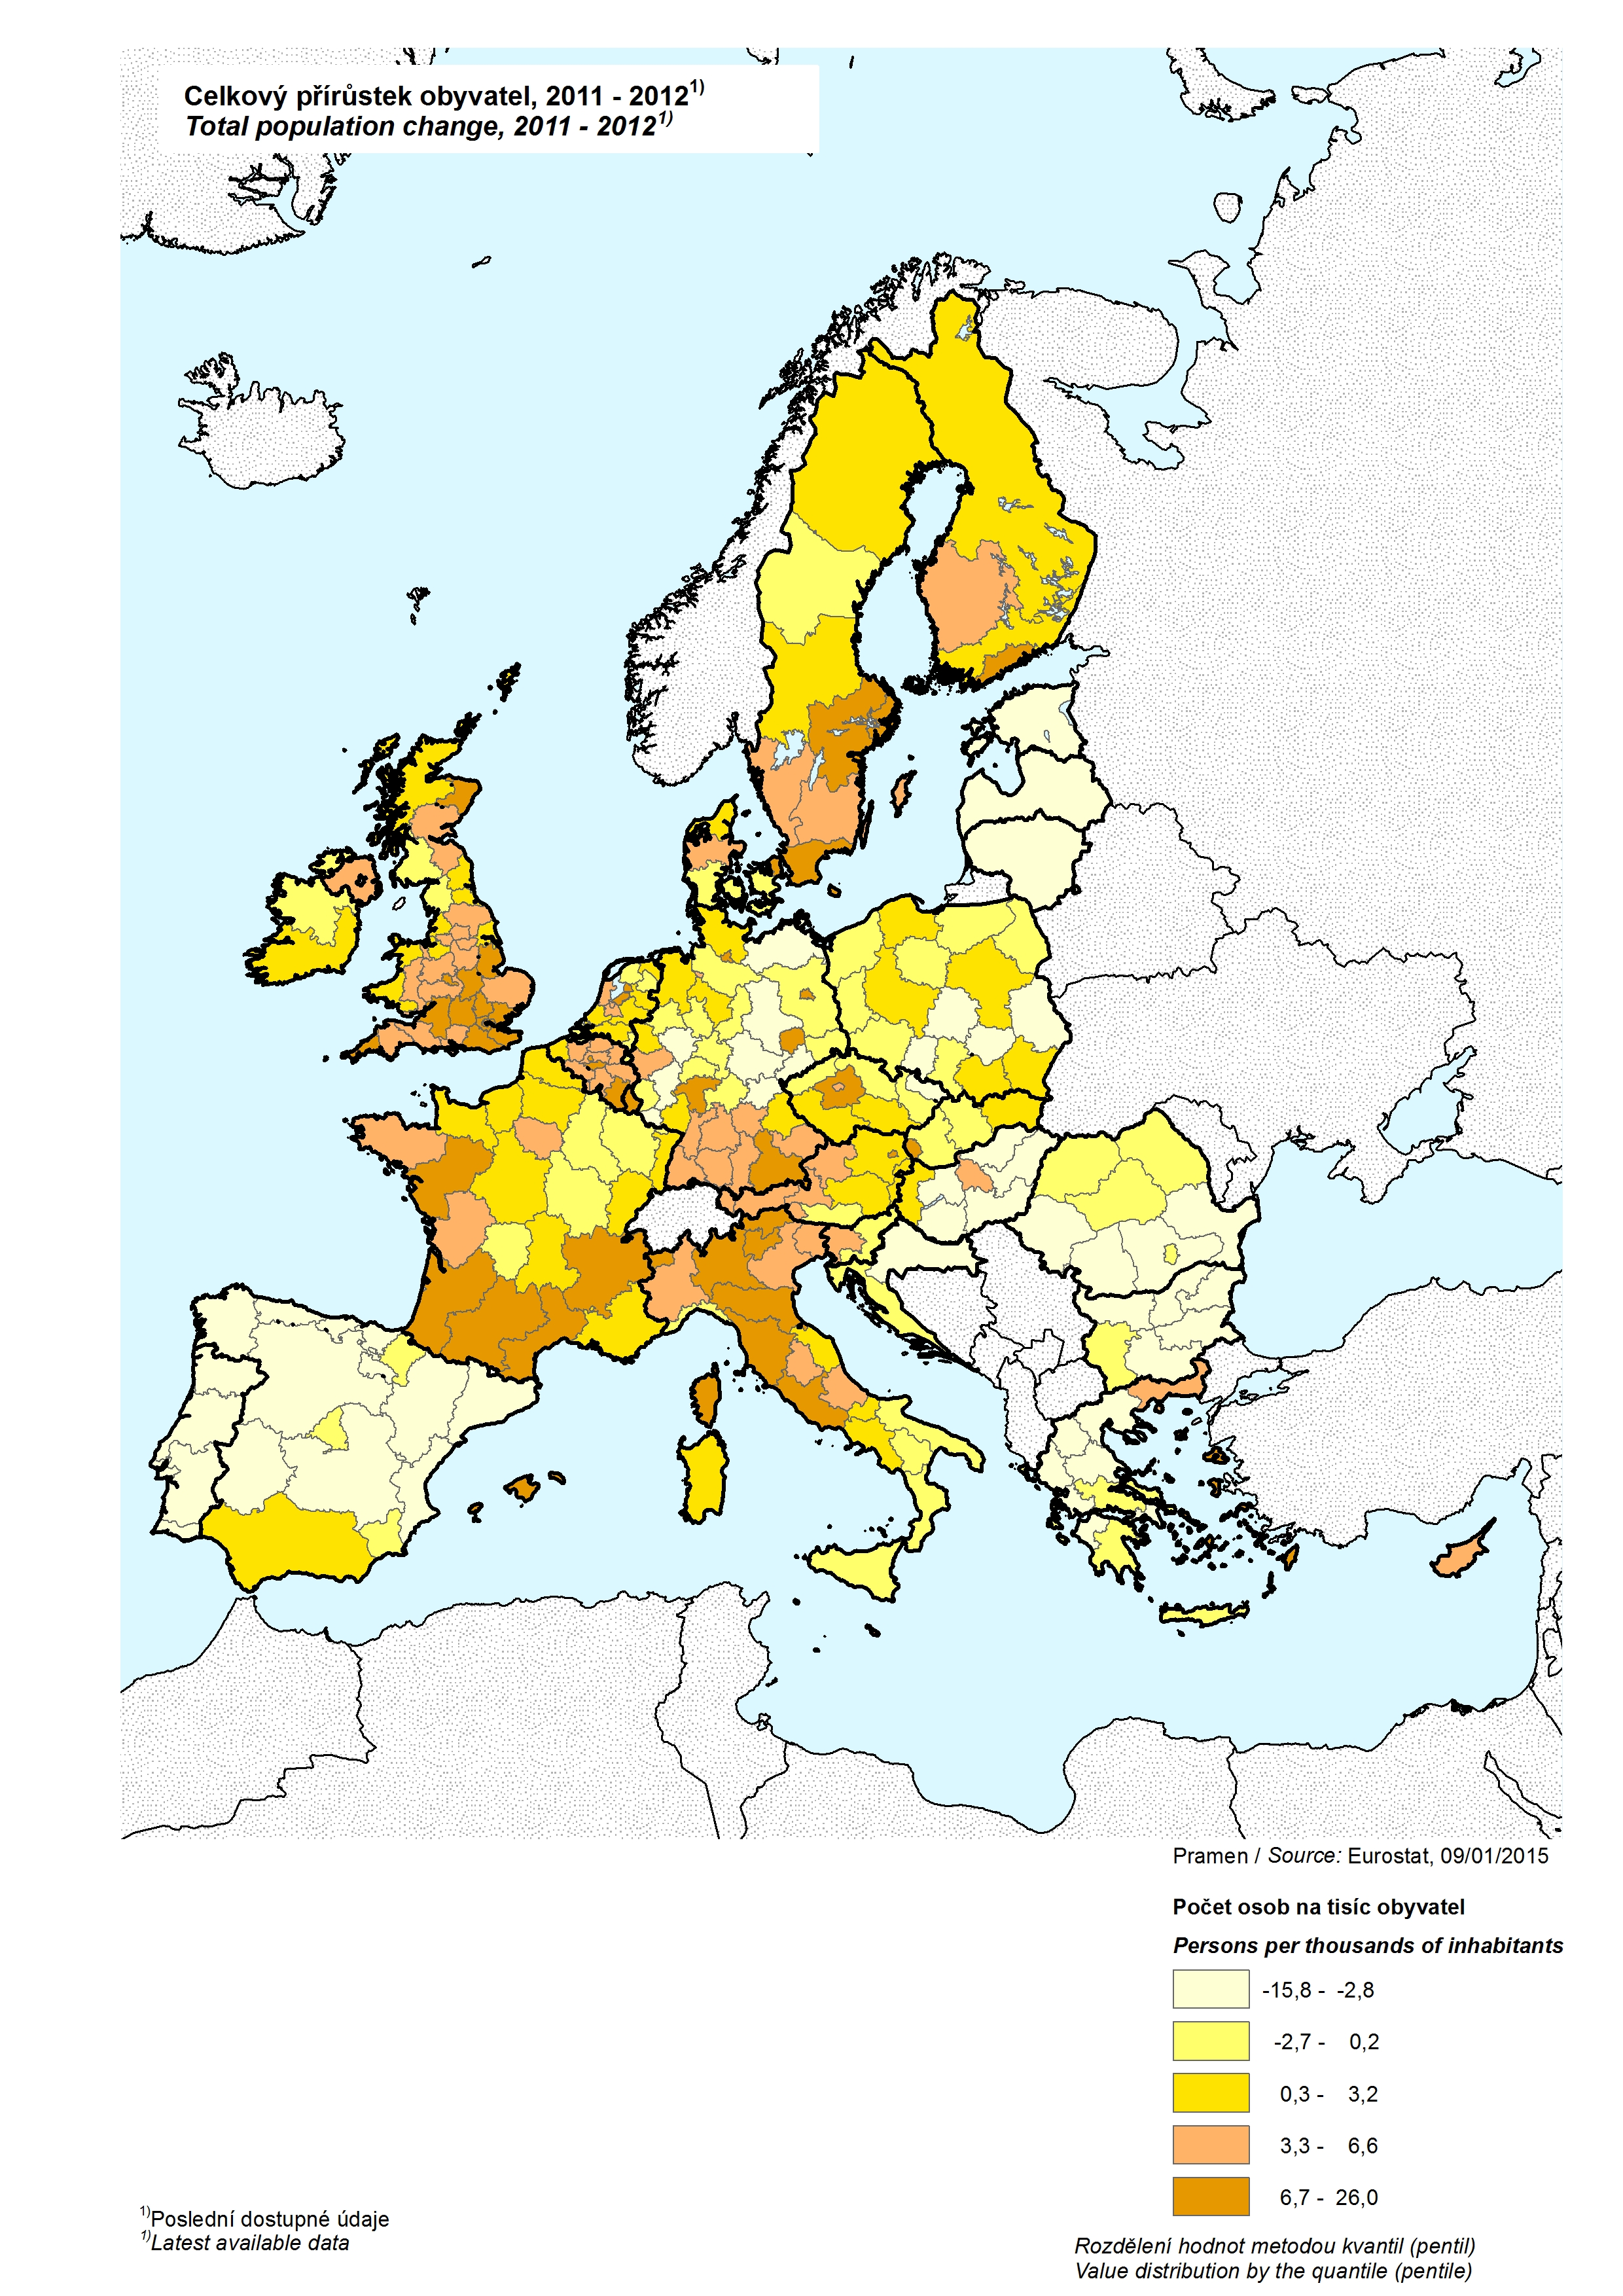 Celkový přírůstek obyvatel, 2011 - 2012¹⁾
Total population change, 2011 - 2012¹⁾
Pramen / Source: Eurostat, 09/01/2015
Počet osob na tisíc obyvatel
Persons per thousands of inhabitants
-15,8 - -2,8
-2,7 - 0,2
0,3 - 3,2
3,3 - 6,6
6,7 - 26,0
¹⁾Poslední dostupné údaje
¹⁾Latest available data
Rozdělení hodnot metodou kvantil (pentil)
Value distribution by the quantile (pentile)